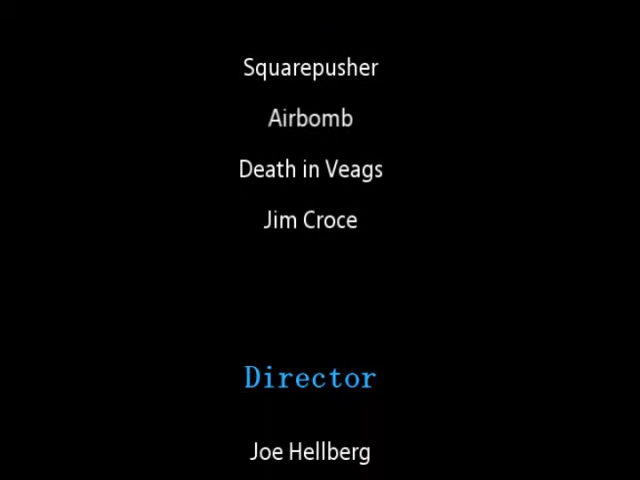 Squarepusher
Airbomb
Death in Veags
Jim Croce
Director
Joe Hellberg